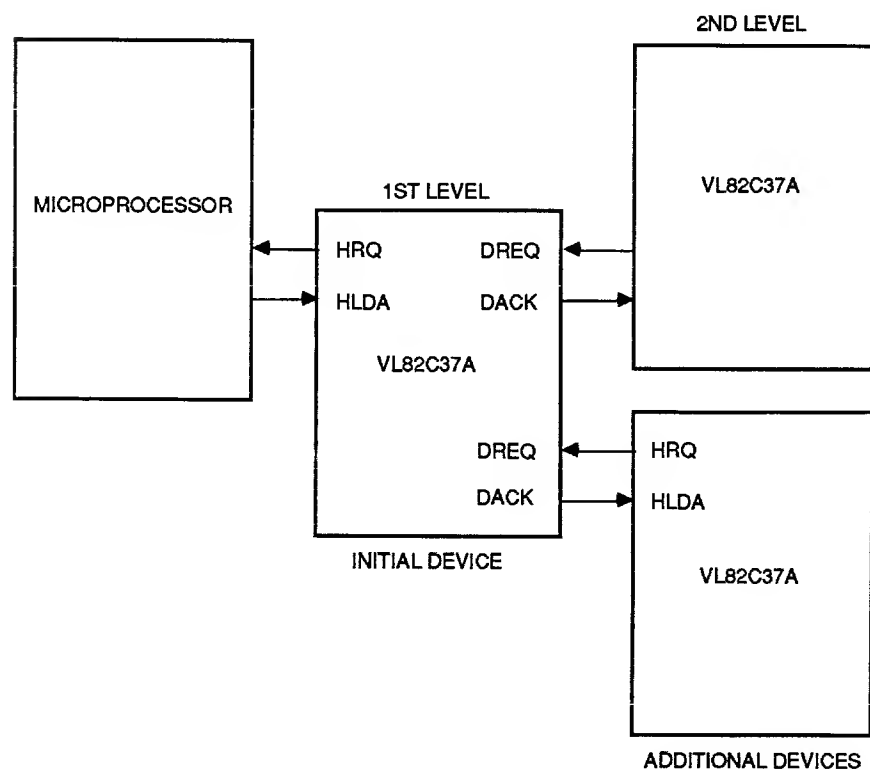 2ND LEVEL
VL82C37A
MICROPROCESSOR
1ST LEVEL
HRQ DREQ
HLDA DACK
VL82C37A
DREQ HRQ
DACK HLDA
INITIAL DEVICE
VL82C37A
ADDITIONAL DEVICES